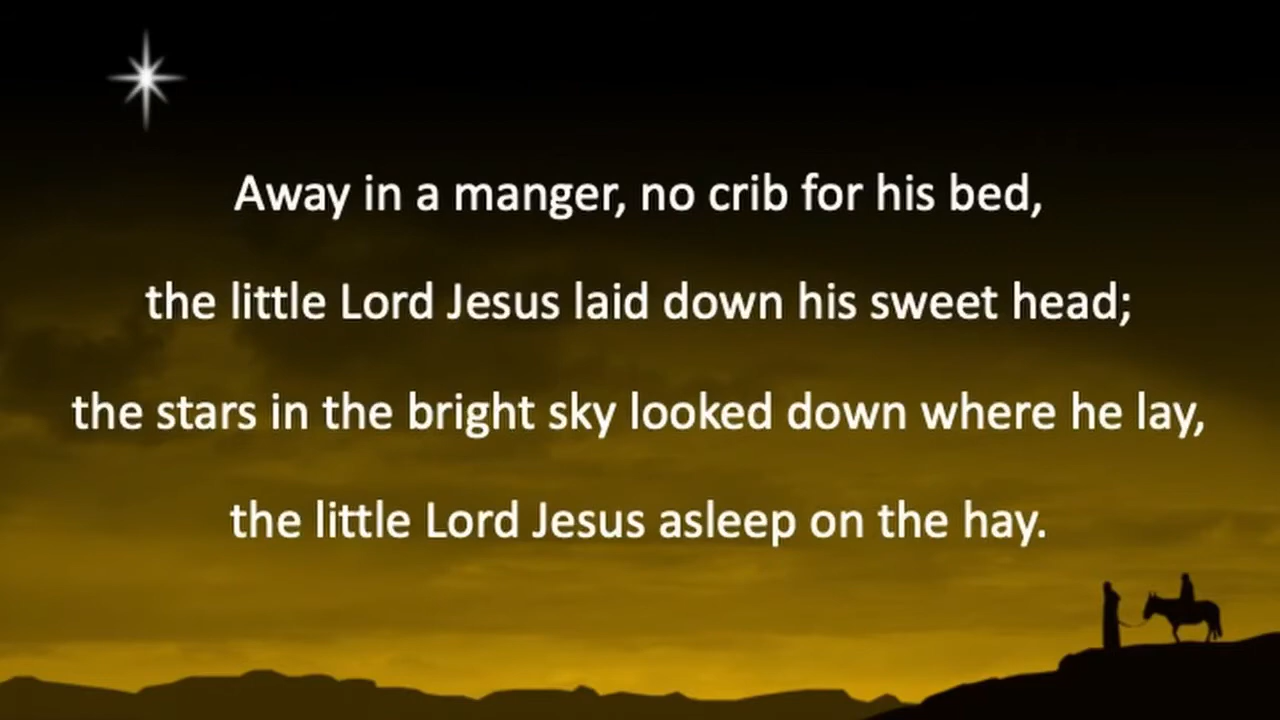 Away in a manger, no crib for his bed,
the little Lord Jesus laid down his sweet head;
the stars in the bright sky looked down where he lay,
the little Lord Jesus asleep on the hay.